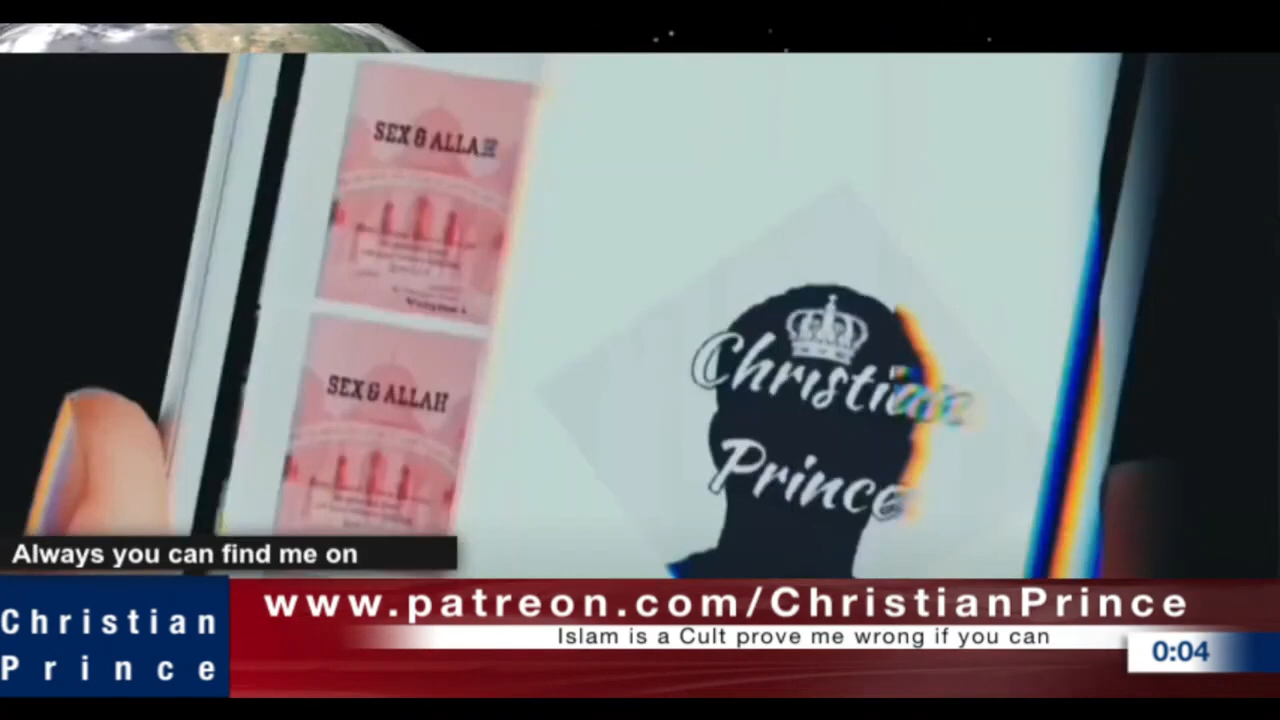 SEX & ALLAH
SEX & ALLAH
Christian
Prince
Always you can find me on
Christian
Prince
www.patreon.com/ChristianPrince
Islam is a Cult prove me wrong if you can
0:04